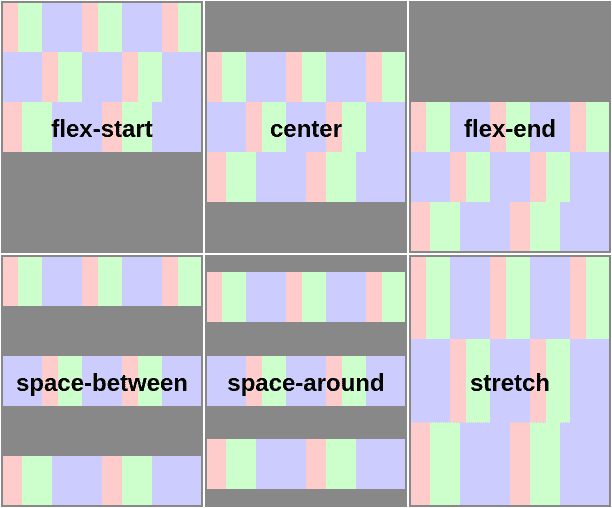 flex-start
center
flex-end
space-between
space-around
stretch